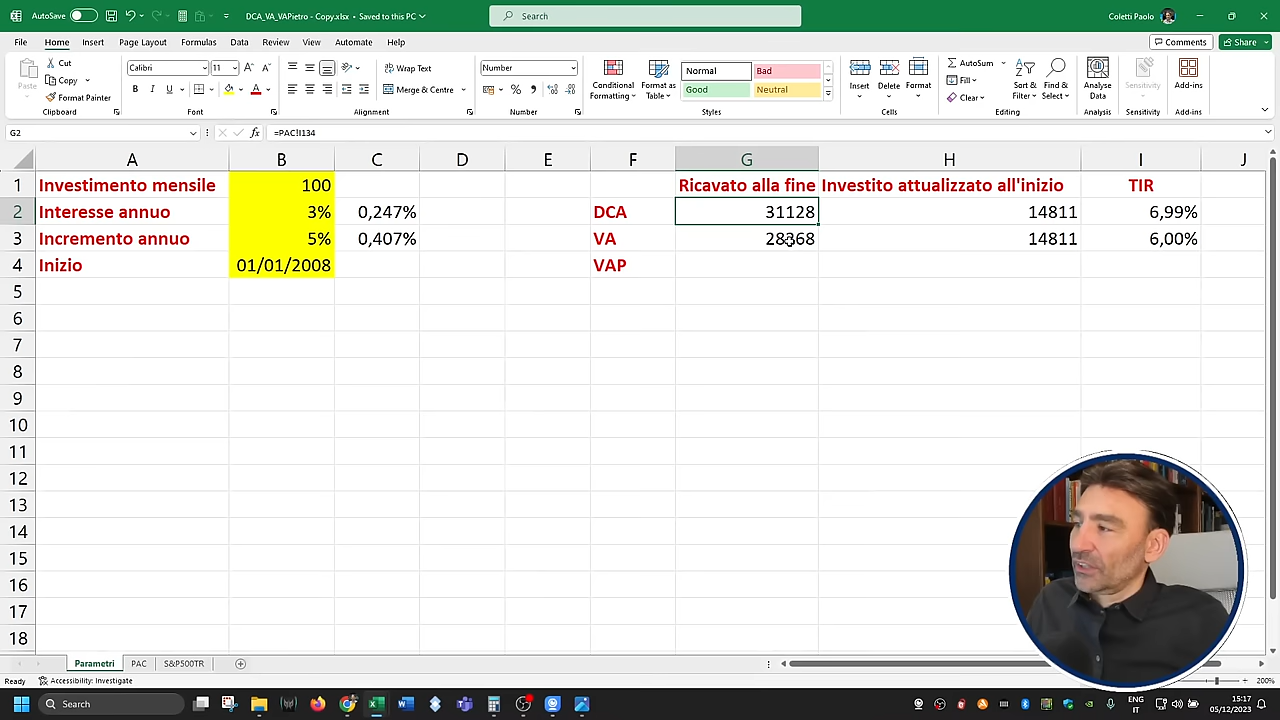 AutoSave Off DCA_VA_VAPietro - Copy.xlsx • Saved to this PC Search Coletti Paolo
File Home Insert Page Layout Formulas Data Review View Automate Help Comments Share
Paste Cut Copy Format Painter Clipboard
Calibri 11 B I U Font
Wrap Text Merge & Centre Alignment
Number Number
Conditional Formatting Format as Table Normal Bad Good Neutral Styles
Insert Delete Format Cells
AutoSum Fill Clear Sort & Filter Find & Select Editing
Analyse Data Analysis Sensitivity Sensitivity Add-ins Add-ins
G2 fx =PAC!I134
A B C D E F G H I J
1 Investimento mensile 100 Ricavato alla fine Investito attualizzato all'inizio TIR
2 Interesse annuo 3% 0,247% DCA 31128 14811 6,99%
3 Incremento annuo 5% 0,407% VA 28368 14811 6,00%
4 Inizio 01/01/2008 VAP
5
6
7
8
9
10
11
12
13
14
15
16
17
18
Parametri PAC S&P500TR
Ready Accessibility: Investigate 200%
Search ENG IT 15:17 05/12/2023